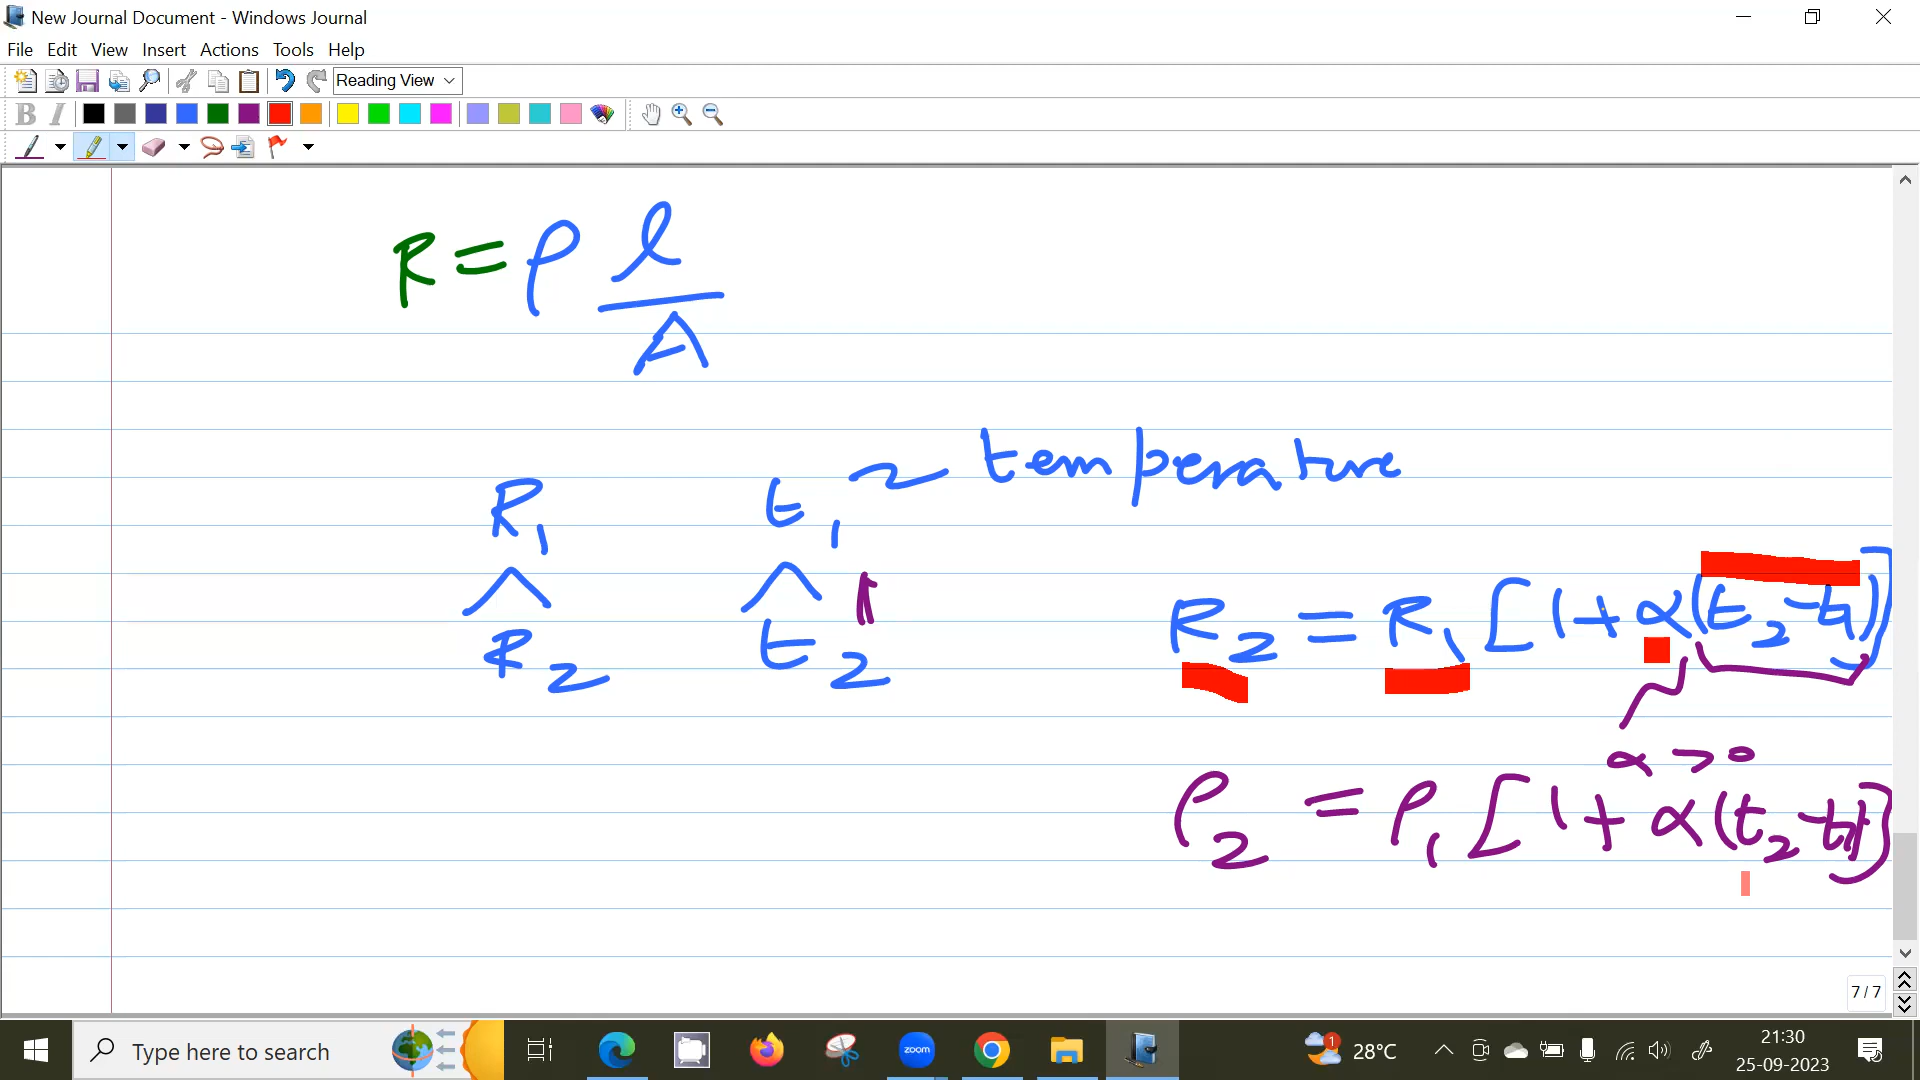 New Journal Document - Windows Journal
File Edit View Insert Actions Tools Help
Reading View
B I
R = ρ l
A
R1 t1 ~ temperature
R2 t2
R2 = R1 [1 + α(t2 - t1)]
α > 0
ρ2 = ρ1 [1 + α(t2 - t1)]
7 / 7
Type here to search
zoom
1
28°C
21:30
25-09-2023